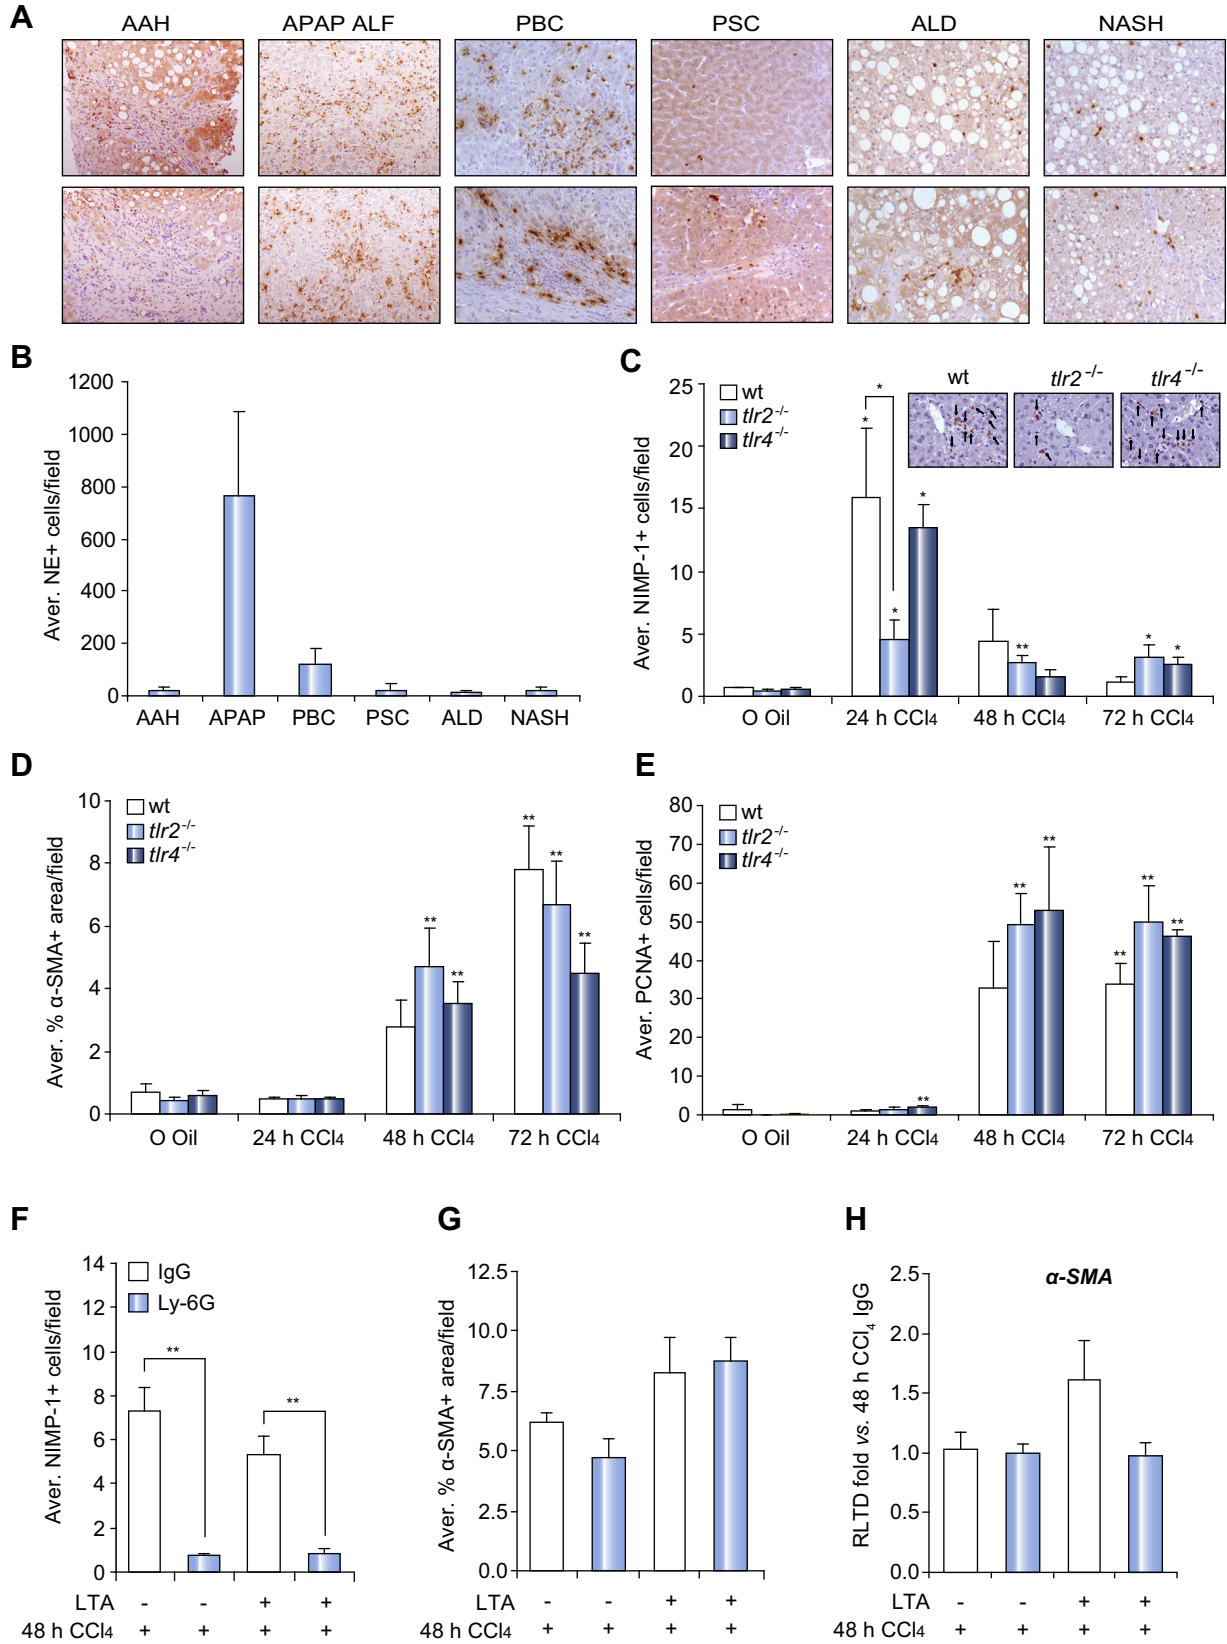 A
AAH APAP ALF PBC PSC ALD NASH
B
Aver. NE+ cells/field
1200
1000
800
600
400
200
0
AAH APAP PBC PSC ALD NASH
C
Aver. NIMP-1+ cells/field
25
20
15
10
5
0
wt
tlr2-/-
tlr4-/-
wt tlr2-/- tlr4-/-
*
* * *
**
* *
O Oil 24 h CCl4 48 h CCl4 72 h CCl4
D
Aver. % α-SMA+ area/field
10
8
6
4
2
0
wt
tlr2-/-
tlr4-/-
** **
** ** **
O Oil 24 h CCl4 48 h CCl4 72 h CCl4
E
Aver. PCNA+ cells/field
80
70
60
50
40
30
20
10
0
wt
tlr2-/-
tlr4-/-
**
** **
** **
**
O Oil 24 h CCl4 48 h CCl4 72 h CCl4
F
Aver. NIMP-1+ cells/field
14
12
10
8
6
4
2
0
IgG
Ly-6G
** **
LTA - - + +
48 h CCl4 + + + +
G
Aver. % α-SMA+ area/field
12.5
10.0
7.5
5.0
2.5
0.0
LTA - - + +
48 h CCl4 + + + +
H
α-SMA
RLTD fold vs. 48 h CCl4 IgG
2.5
2.0
1.5
1.0
0.5
0.0
LTA - - + +
48 h CCl4 + + + +